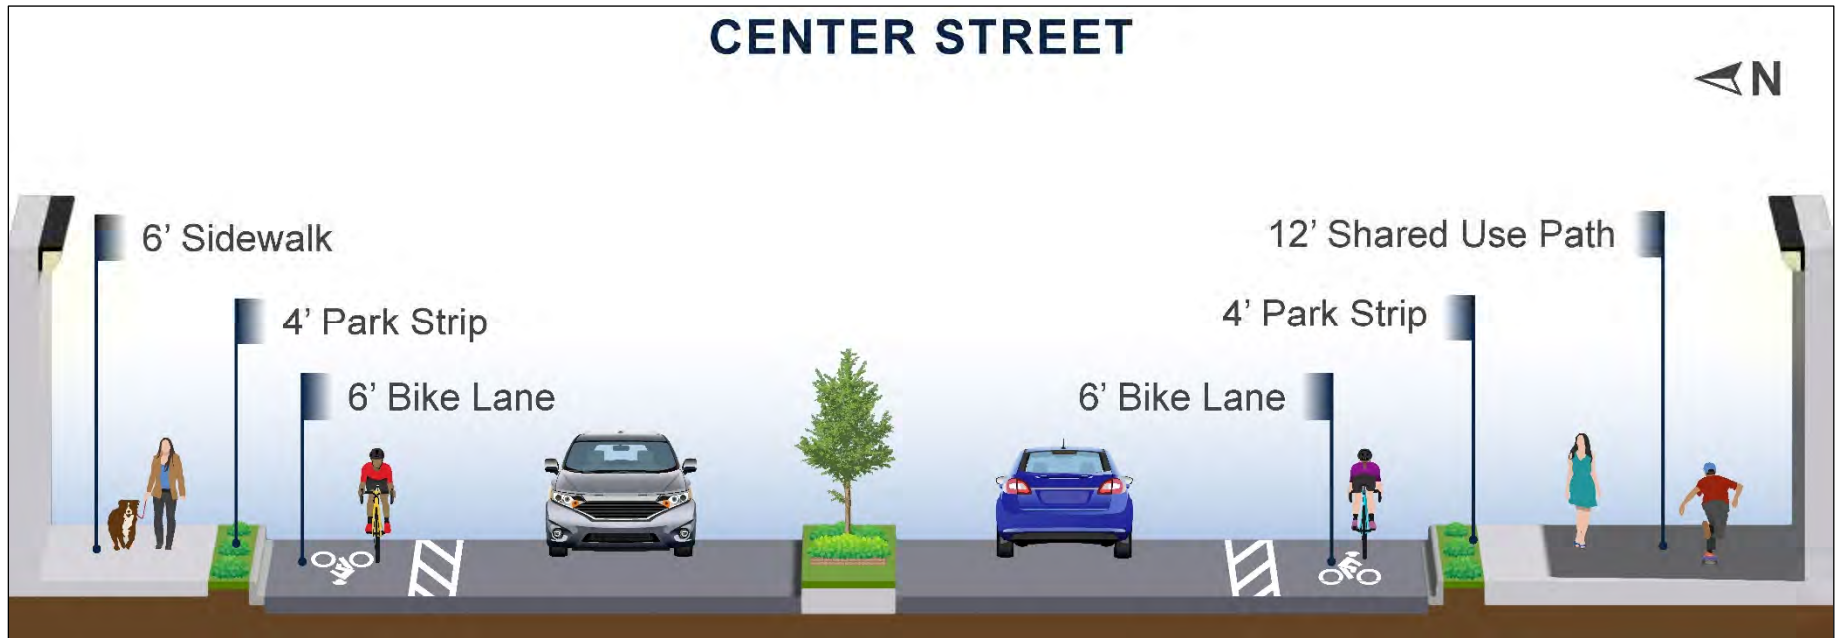 CENTER STREET
N
6’ Sidewalk
4’ Park Strip
6’ Bike Lane
12’ Shared Use Path
4’ Park Strip
6’ Bike Lane